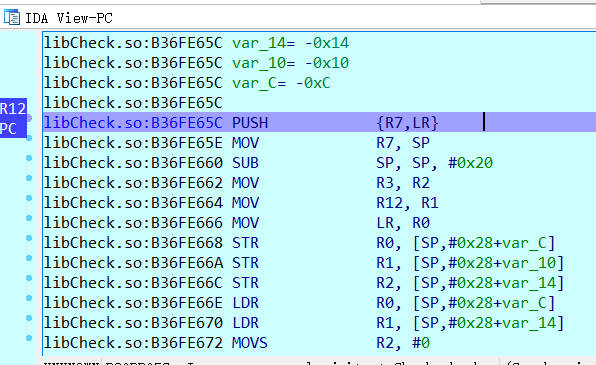 IDA View-PC
libCheck.so:B36FE65C var_14= -0x14
libCheck.so:B36FE65C var_10= -0x10
libCheck.so:B36FE65C var_C= -0xC
libCheck.so:B36FE65C
R12
libCheck.so:B36FE65C PUSH {R7,LR}
PC
libCheck.so:B36FE65E MOV R7, SP
libCheck.so:B36FE660 SUB SP, SP, #0x20
libCheck.so:B36FE662 MOV R3, R2
libCheck.so:B36FE664 MOV R12, R1
libCheck.so:B36FE666 MOV LR, R0
libCheck.so:B36FE668 STR R0, [SP,#0x28+var_C]
libCheck.so:B36FE66A STR R1, [SP,#0x28+var_10]
libCheck.so:B36FE66C STR R2, [SP,#0x28+var_14]
libCheck.so:B36FE66E LDR R0, [SP,#0x28+var_C]
libCheck.so:B36FE670 LDR R1, [SP,#0x28+var_14]
libCheck.so:B36FE672 MOVS R2, #0